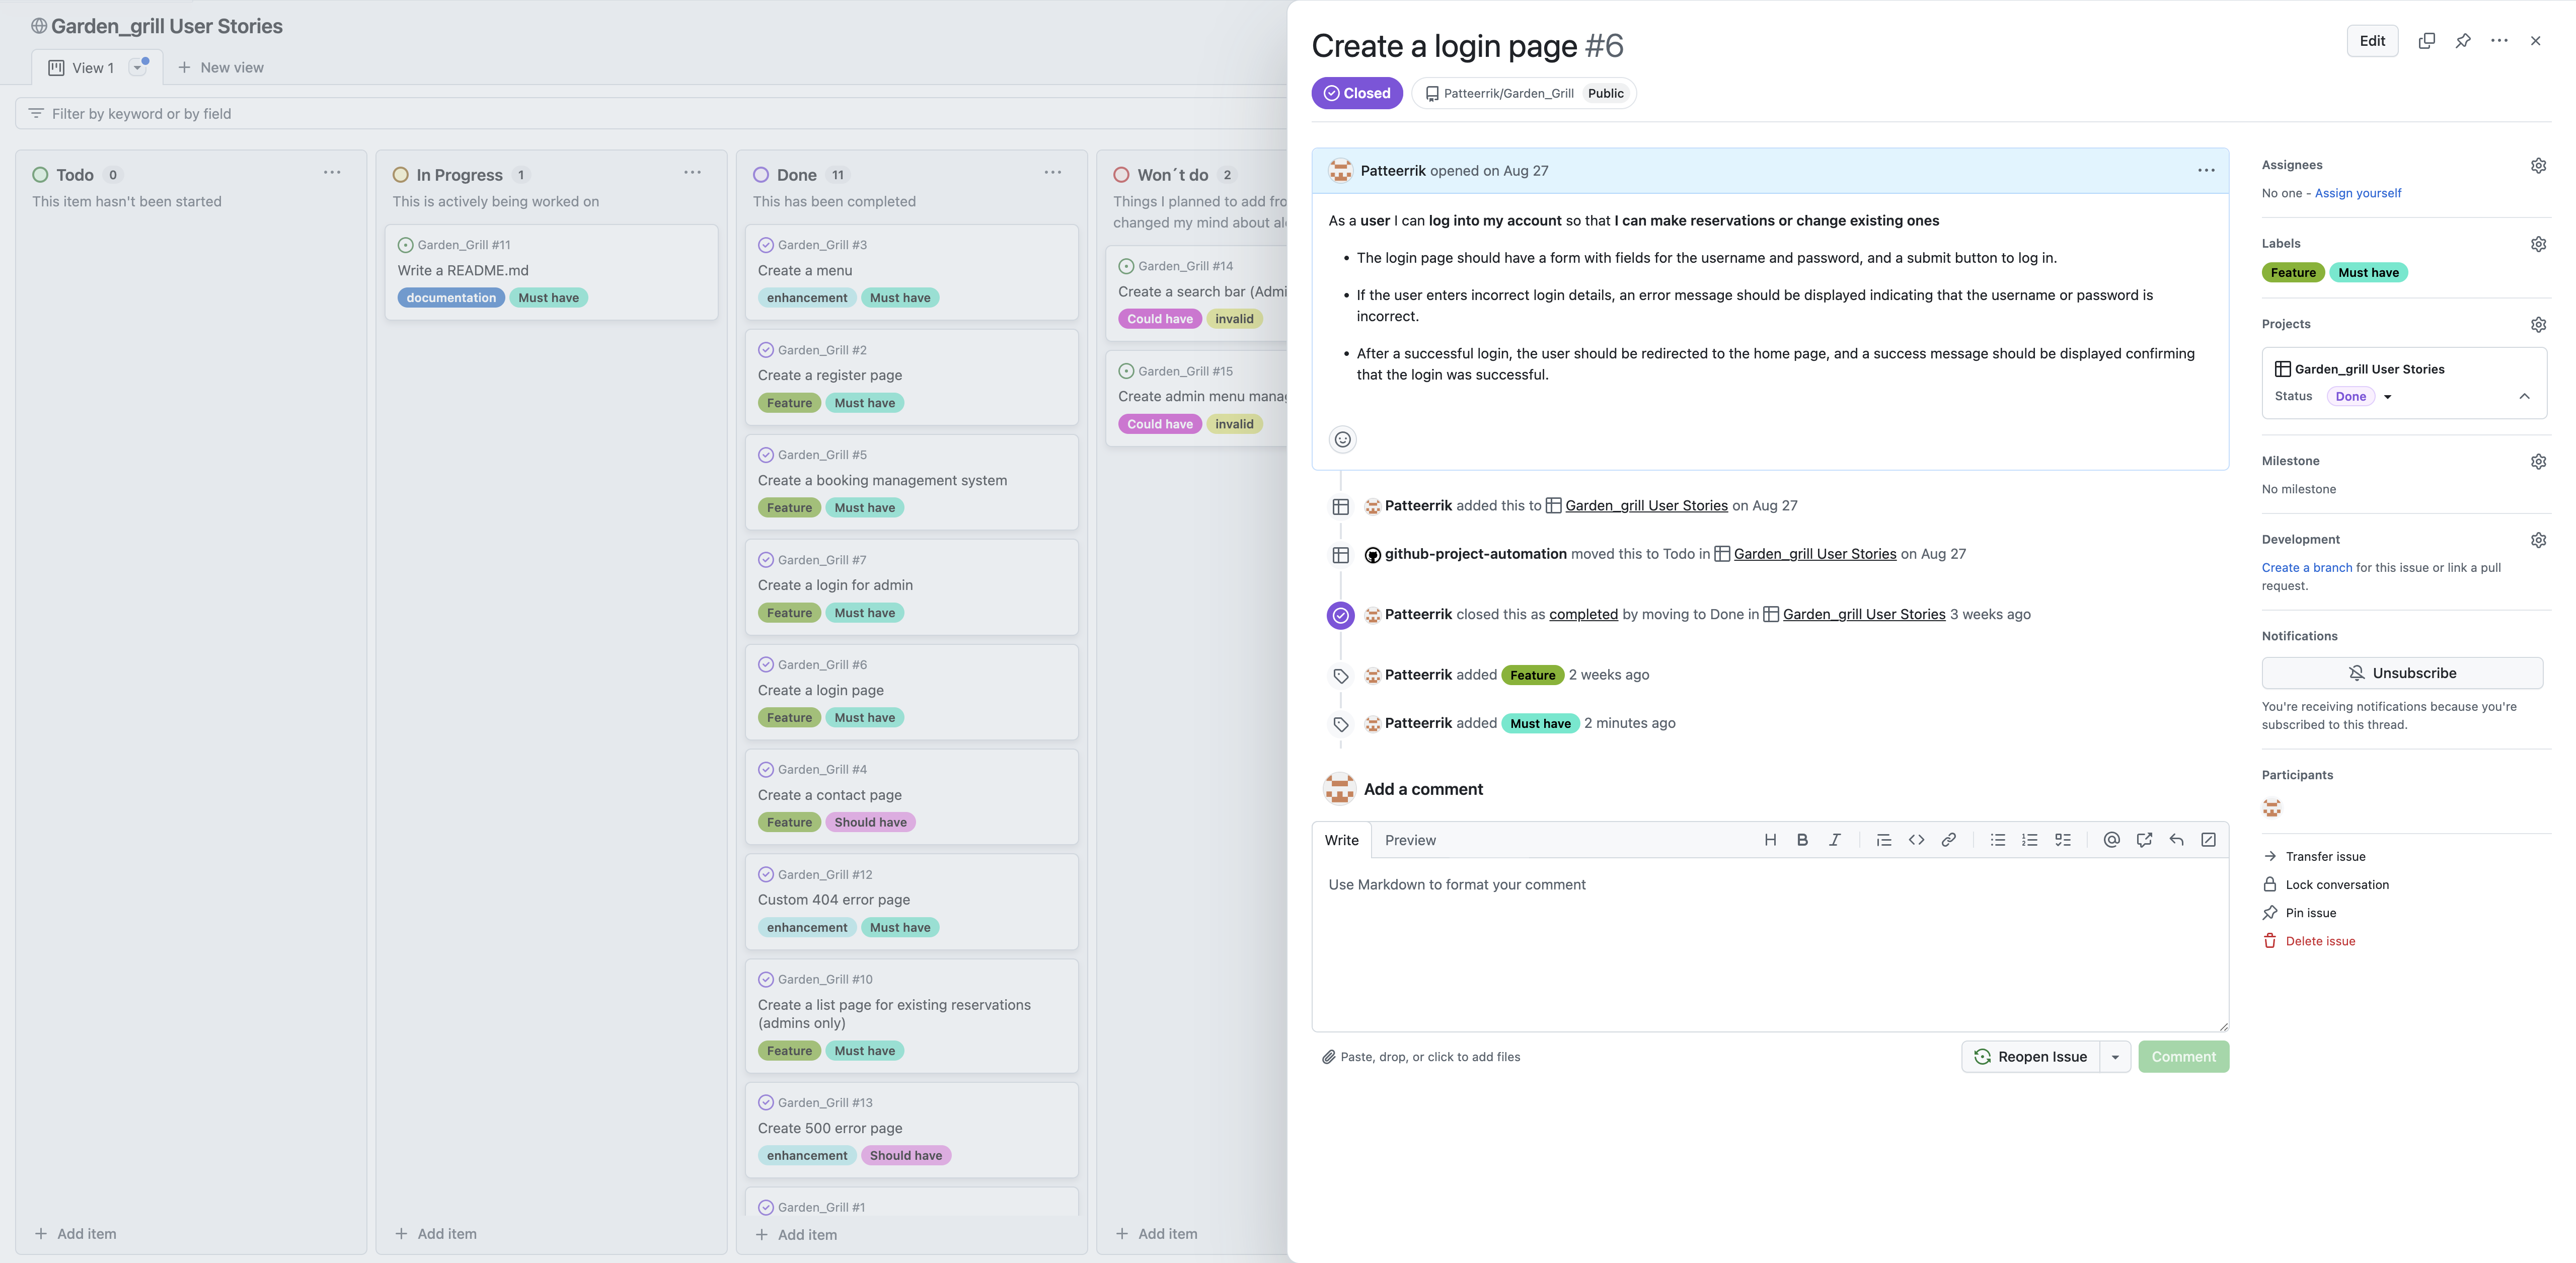 Garden_grill User Stories
View 1
New view
Filter by keyword or by field
Todo 0
This item hasn't been started
Add item
In Progress 1
This is actively being worked on
Garden_Grill #11
Write a README.md
documentation Must have
Add item
Done 11
This has been completed
Garden_Grill #3
Create a menu
enhancement Must have
Garden_Grill #2
Create a register page
Feature Must have
Garden_Grill #5
Create a booking management system
Feature Must have
Garden_Grill #7
Create a login for admin
Feature Must have
Garden_Grill #6
Create a login page
Feature Must have
Garden_Grill #4
Create a contact page
Feature Should have
Garden_Grill #12
Custom 404 error page
enhancement Must have
Garden_Grill #10
Create a list page for existing reservations
(admins only)
Feature Must have
Garden_Grill #13
Create 500 error page
enhancement Should have
Garden_Grill #1
Add item
Won´t do 2
Things I planned to add
changed my mind about
Garden_Grill #14
Create a search bar
Could have invalid
Garden_Grill #15
Create admin menu
Could have invalid
Add item
Create a login page #6
Edit
Closed
Patteerrik/Garden_Grill Public
Patteerrik opened on Aug 27
As a user I can log into my account so that I can make reservations or change existing ones
The login page should have a form with fields for the username and password, and a submit button to log in.
If the user enters incorrect login details, an error message should be displayed indicating that the username or password is
incorrect.
After a successful login, the user should be redirected to the home page, and a success message should be displayed confirming
that the login was successful.
Patteerrik added this to Garden_grill User Stories on Aug 27
github-project-automation moved this to Todo in Garden_grill User Stories on Aug 27
Patteerrik closed this as completed by moving to Done in Garden_grill User Stories 3 weeks ago
Patteerrik added Feature 2 weeks ago
Patteerrik added Must have 2 minutes ago
Add a comment
Write
Preview
Use Markdown to format your comment
Paste, drop, or click to add files
Reopen Issue
Comment
Assignees
No one - Assign yourself
Labels
Feature Must have
Projects
Garden_grill User Stories
Status Done
Milestone
No milestone
Development
Create a branch for this issue or link a pull
request.
Notifications
Unsubscribe
You're receiving notifications because you're
subscribed to this thread.
Participants
Transfer issue
Lock conversation
Pin issue
Delete issue